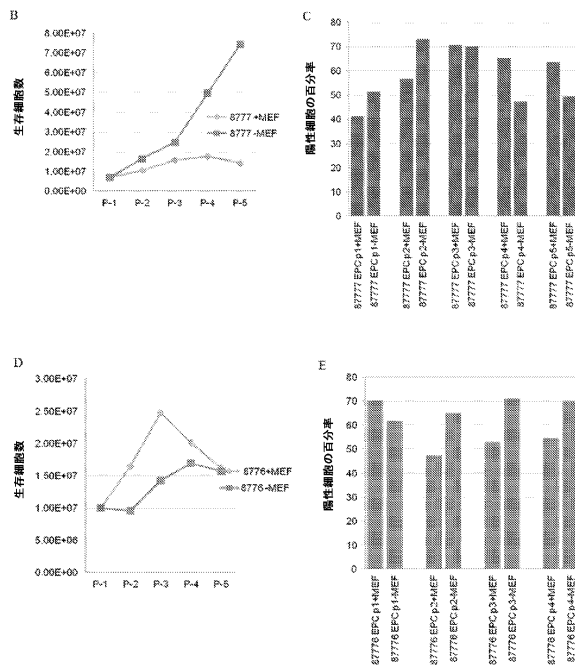 B
8.00E+07
7.00E+07
6.00E+07
5.00E+07
4.00E+07
3.00E+07
2.00E+07
1.00E+07
0.00E+00
生存細胞数
8777+MEF
8777-MEF
P-1 P-2 P-3 P-4 P-5
C
80
70
60
50
40
30
20
10
0
陽性細胞の百分率
87777 EPC p1+MEF
87777 EPC p1-MEF
87777 EPC p2+MEF
87777 EPC p2-MEF
87777 EPC p3+MEF
87777 EPC p3-MEF
87777 EPC p4+MEF
87777 EPC p4-MEF
87777 EPC p5+MEF
87777 EPC p5-MEF
D
3.00E+07
2.50E+07
2.00E+07
1.50E+07
1.00E+07
5.00E+06
0.00E+00
生存細胞数
8776+MEF
8776-MEF
P-1 P-2 P-3 P-4 P-5
E
80
70
60
50
40
30
20
10
0
陽性細胞の百分率
87776 EPC p1+MEF
87776 EPC p1-MEF
87776 EPC p2+MEF
87776 EPC p2-MEF
87776 EPC p3+MEF
87776 EPC p3-MEF
87776 EPC p4+MEF
87776 EPC p4-MEF